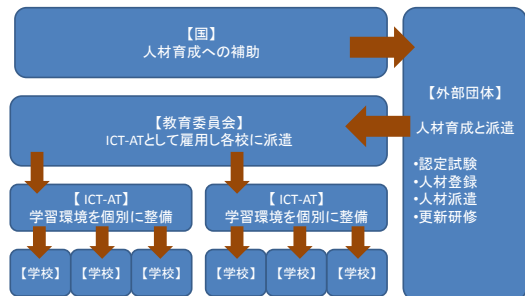 【国】
人材育成への補助
【外部団体】
人材育成と派遣
•認定試験
•人材登録
•人材派遣
•更新研修
【教育委員会】
ICT-ATとして雇用し各校に派遣
【 ICT-AT】
学習環境を個別に整備
【 ICT-AT】
学習環境を個別に整備
【学校】
【学校】
【学校】
【学校】
【学校】
【学校】